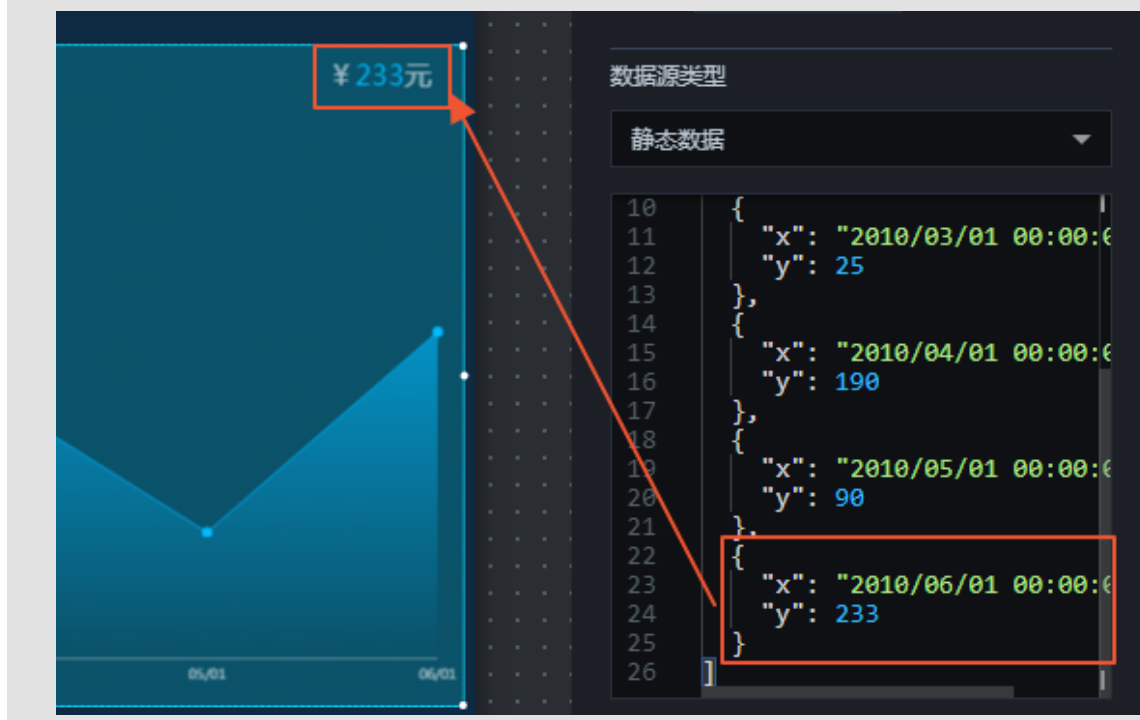 ¥233元
05/01
06/01
数据源类型
静态数据
10 {
11 "x": "2010/03/01 00:00:0
12 "y": 25
13 },
14 {
15 "x": "2010/04/01 00:00:0
16 "y": 190
17 },
18 {
19 "x": "2010/05/01 00:00:0
20 "y": 90
21 },
22 {
23 "x": "2010/06/01 00:00:0
24 "y": 233
25 }
26 ]